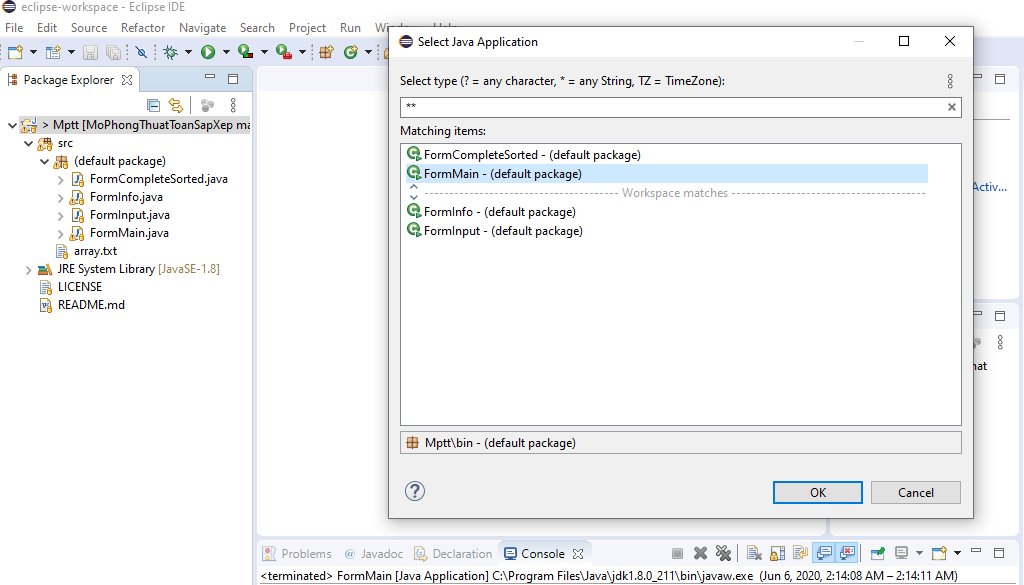 eclipse-workspace - Eclipse IDE
File Edit Source Refactor Navigate Search Project Run
Package Explorer
> Mptt [MoPhongThuatToanSapXep
src
(default package)
FormCompleteSorted.java
FormInfo.java
FormInput.java
FormMain.java
array.txt
JRE System Library [JavaSE-1.8]
LICENSE
README.md
Select Java Application
Select type (? = any character, * = any String, TZ = TimeZone):
**
Matching items:
FormCompleteSorted - (default package)
FormMain - (default package)
Workspace matches
FormInfo - (default package)
FormInput - (default package)
Mptt\bin - (default package)
?
OK Cancel
Activ...
Problems @ Javadoc Declaration Console
<terminated> FormMain [Java Application] C:\Program Files\Java\jdk1.8.0_211\bin\javaw.exe (Jun 6, 2020, 2:14:08 AM – 2:14:11 AM)